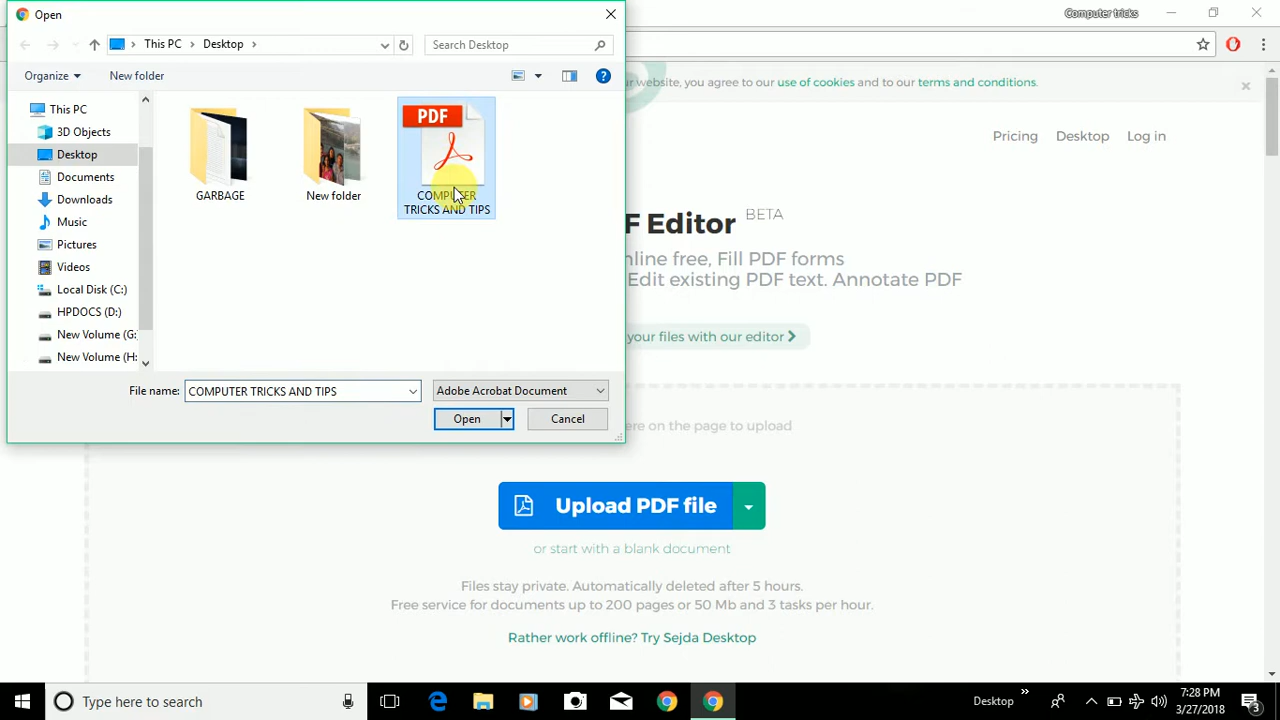 Open
Computer tricks
This PC
Desktop
Search Desktop
Organize
New folder
ur website, you agree to our use of cookies and to our terms and conditions.
This PC
3D Objects
Desktop
Documents
Downloads
Music
Pictures
Videos
Local Disk (C:)
HPDOCS (D:)
New Volume (G:
New Volume (H:
GARBAGE
New folder
PDF
COMPUTER
TRICKS AND TIPS
Pricing
Desktop
Log in
F Editor BETA
nline free, Fill PDF forms
Edit existing PDF text. Annotate PDF
your files with our editor
File name:
COMPUTER TRICKS AND TIPS
Adobe Acrobat Document
Open
Cancel
ere on the page to upload
Upload PDF file
or start with a blank document
Files stay private. Automatically deleted after 5 hours.
Free service for documents up to 200 pages or 50 Mb and 3 tasks per hour.
Rather work offline? Try Sejda Desktop
Type here to search
Desktop
7:28 PM
3/27/2018
3